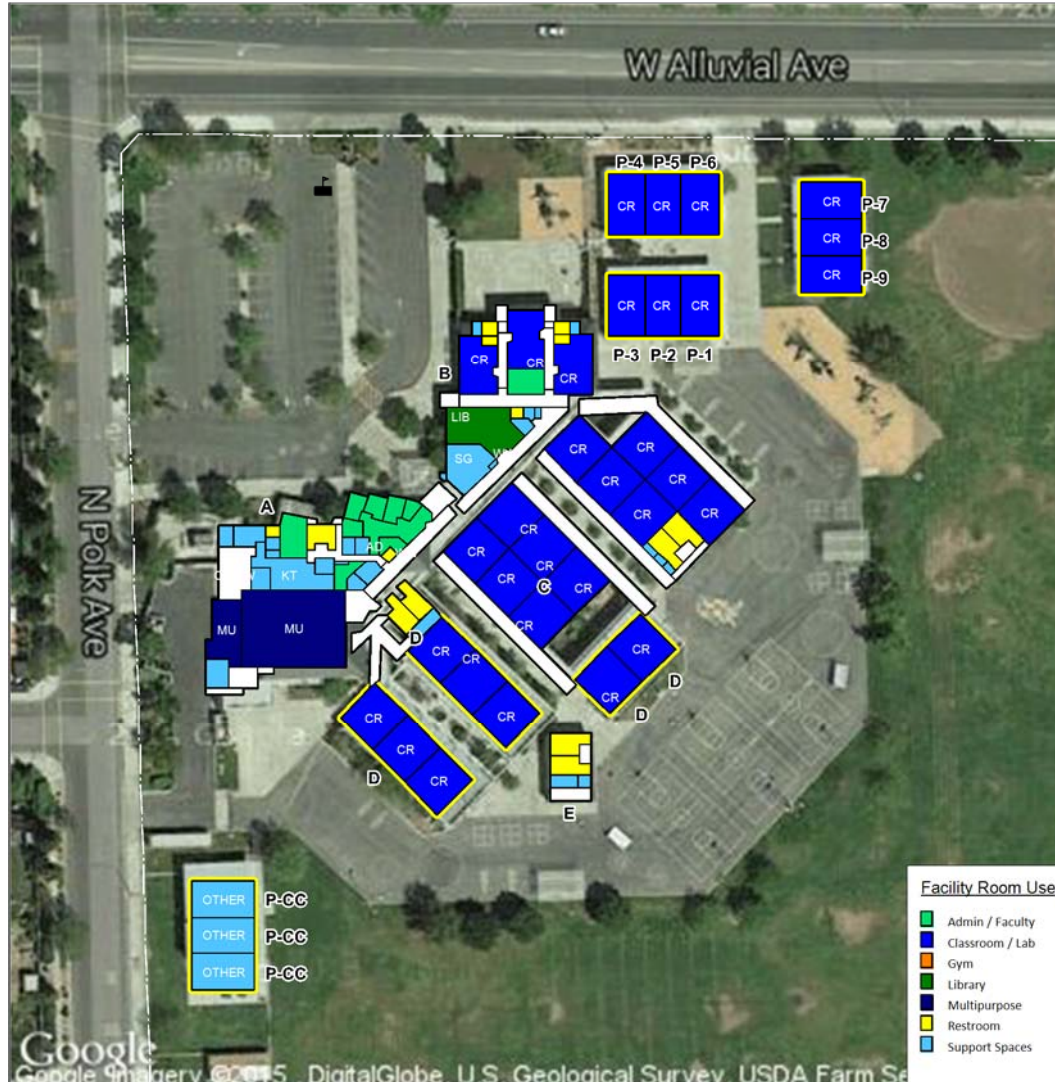 W Alluvial Ave
N Polk Ave
P-4 P-5 P-6
CR CR CR
CR P-7
CR P-8
CR P-9
CR CR CR
P-3 P-2 P-1
B
CR CR CR
LIB
SG
CR
CR
CR
CR
CR
CR
A
AD
KT
MU MU
CR
CR
CR
CR
CR
CR
C
D
CR CR
CR
CR
CR
D
D
CR
CR
CR
CR
D
E
OTHER P-CC
OTHER P-CC
OTHER P-CC
Facility Room Use
Admin / Faculty
Classroom / Lab
Gym
Library
Multipurpose
Restroom
Support Spaces
Google
Google Imagery ©2015 , DigitalGlobe, U.S. Geological Survey, USDA Farm Se